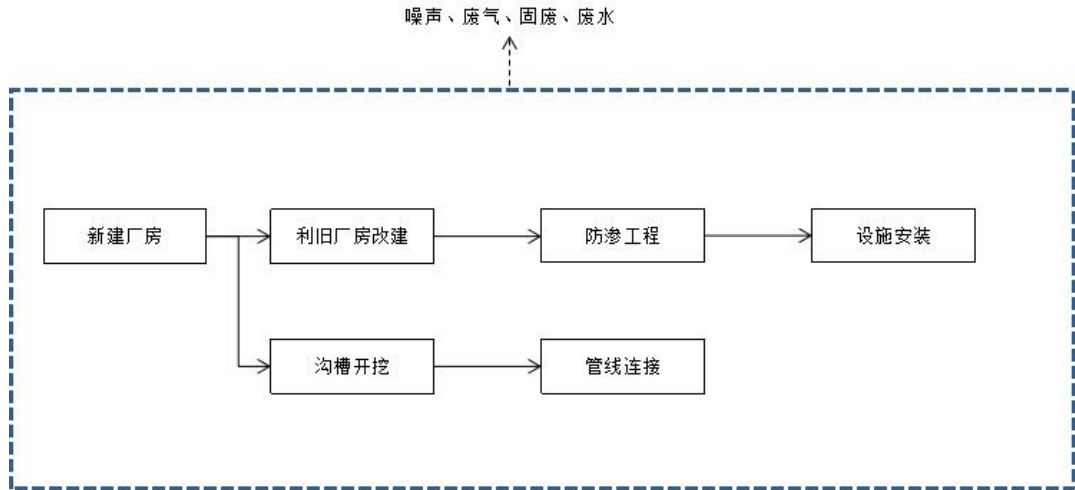 噪声、废气、固废、废水
新建厂房
利旧厂房改建
防渗工程
设施安装
沟槽开挖
管线连接